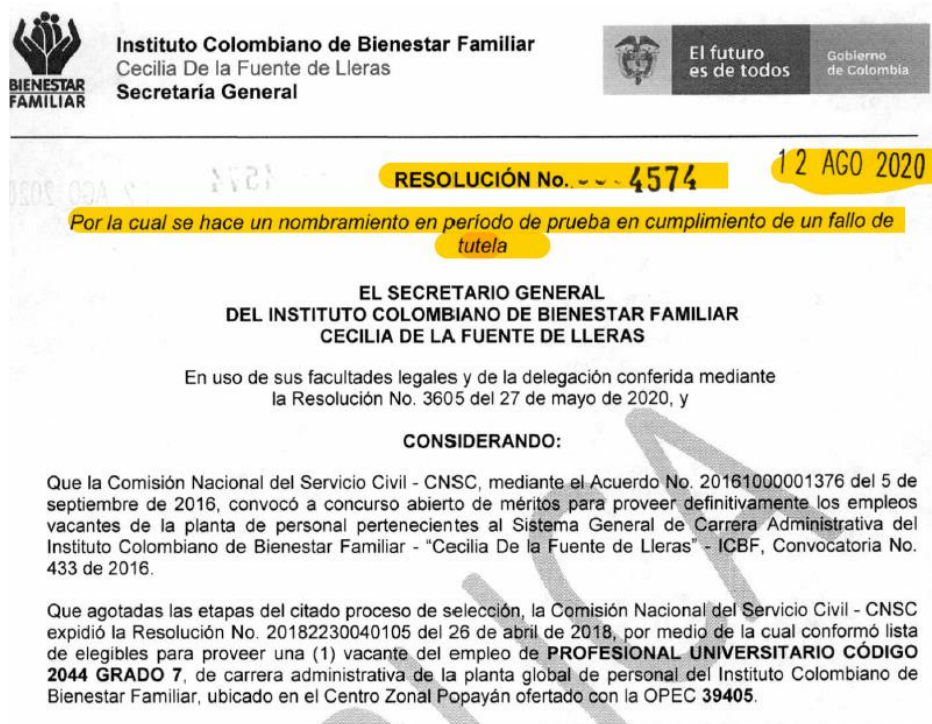 BIENESTAR
FAMILIAR
Instituto Colombiano de Bienestar Familiar
Cecilia De la Fuente de Lleras
Secretaría General
El futuro
es de todos
Gobierno
de Colombia
RESOLUCIÓN No. - - - 4574
12 AGO 2020
Por la cual se hace un nombramiento en período de prueba en cumplimiento de un fallo de
tutela
EL SECRETARIO GENERAL
DEL INSTITUTO COLOMBIANO DE BIENESTAR FAMILIAR
CECILIA DE LA FUENTE DE LLERAS
En uso de sus facultades legales y de la delegación conferida mediante
la Resolución No. 3605 del 27 de mayo de 2020, y
CONSIDERANDO:
Que la Comisión Nacional del Servicio Civil - CNSC, mediante el Acuerdo No. 20161000001376 del 5 de
septiembre de 2016, convocó a concurso abierto de méritos para proveer definitivamente los empleos
vacantes de la planta de personal pertenecientes al Sistema General de Carrera Administrativa del
Instituto Colombiano de Bienestar Familiar - "Cecilia De la Fuente de Lleras" - ICBF, Convocatoria No.
433 de 2016.
Que agotadas las etapas del citado proceso de selección, la Comisión Nacional del Servicio Civil - CNSC
expidió la Resolución No. 20182230040105 del 26 de abril de 2018, por medio de la cual conformó lista
de elegibles para proveer una (1) vacante del empleo de PROFESIONAL UNIVERSITARIO CÓDIGO
2044 GRADO 7, de carrera administrativa de la planta global de personal del Instituto Colombiano de
Bienestar Familiar, ubicado en el Centro Zonal Popayán ofertado con la OPEC 39405.